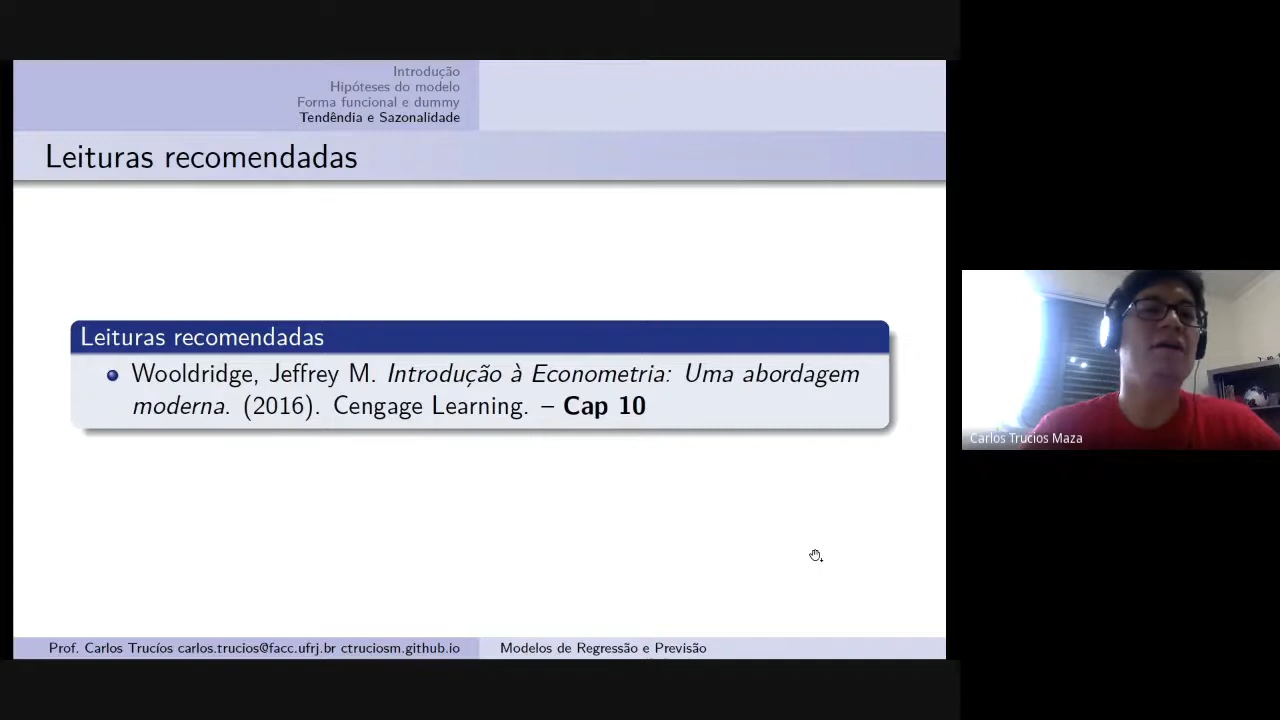 Introdução
Hipóteses do modelo
Forma funcional e dummy
Tendêndia e Sazonalidade
Leituras recomendadas
Leituras recomendadas
Wooldridge, Jeffrey M. Introdução à Econometria: Uma abordagem
moderna. (2016). Cengage Learning. – Cap 10
Carlos Trucios Maza
Prof. Carlos Trucíos carlos.trucios@facc.ufrj.br ctruciosm.github.io
Modelos de Regressão e Previsão